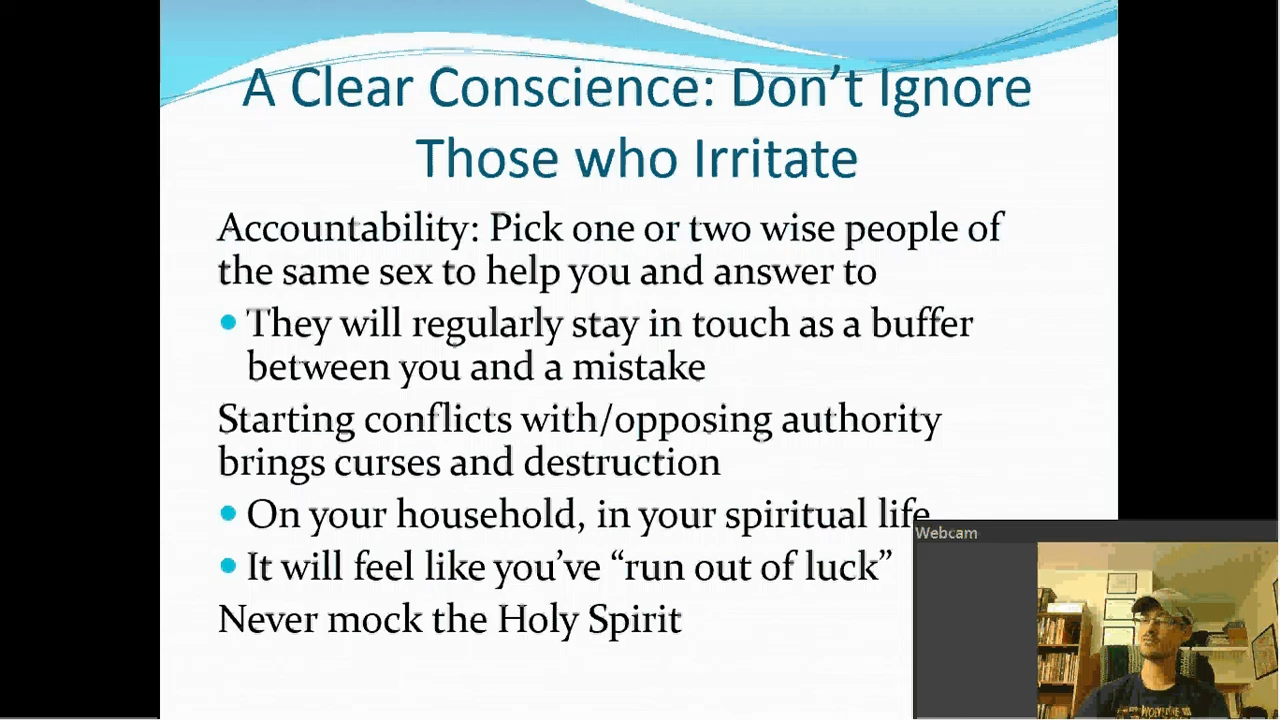 A Clear Conscience: Don’t Ignore
Those who Irritate
Accountability: Pick one or two wise people of
the same sex to help you and answer to
• They will regularly stay in touch as a buffer
between you and a mistake
Starting conflicts with/opposing authority
brings curses and destruction
• On your household, in your spiritual life
• It will feel like you’ve “run out of luck”
Never mock the Holy Spirit
Webcam